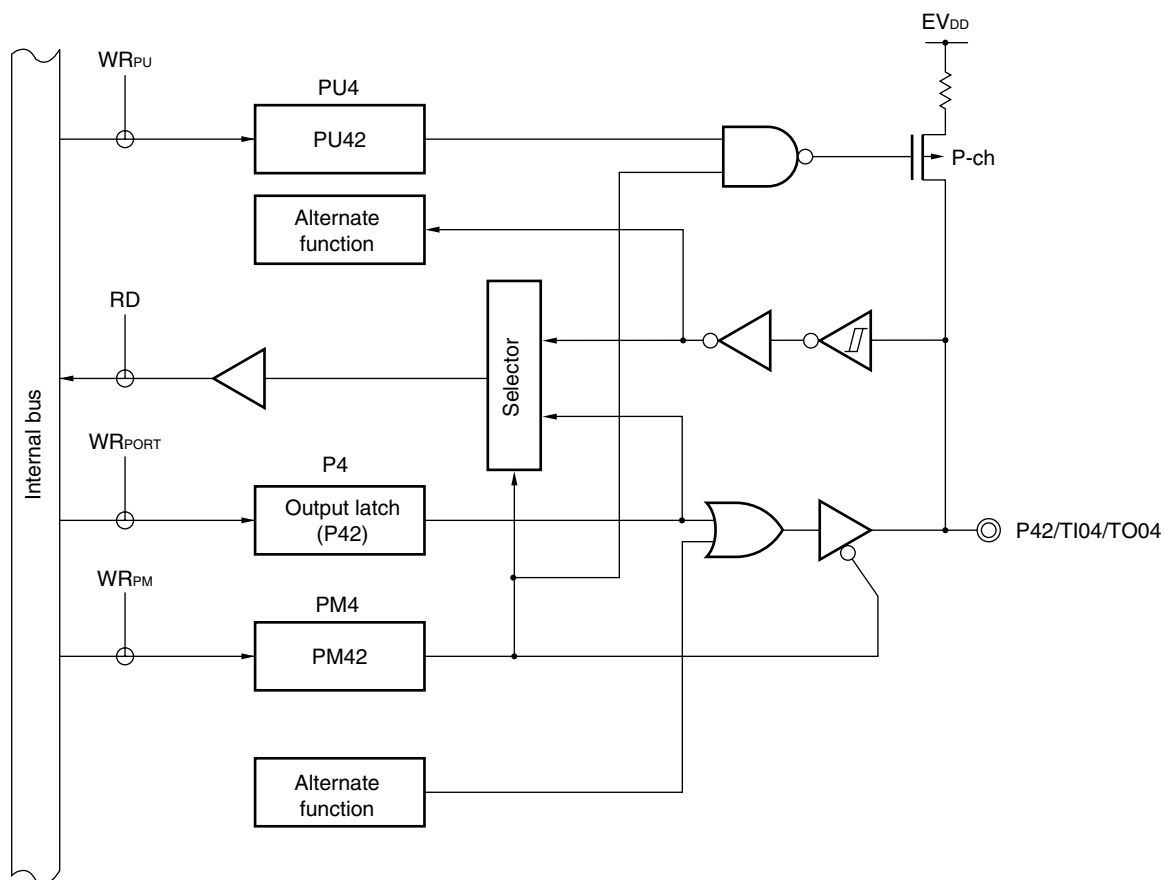 EVDD
WRPU
PU4
PU42
P-ch
Alternate
function
RD
Selector
Internal bus
WRPORT
P4
Output latch
(P42)
P42/TI04/TO04
WRPM
PM4
PM42
Alternate
function